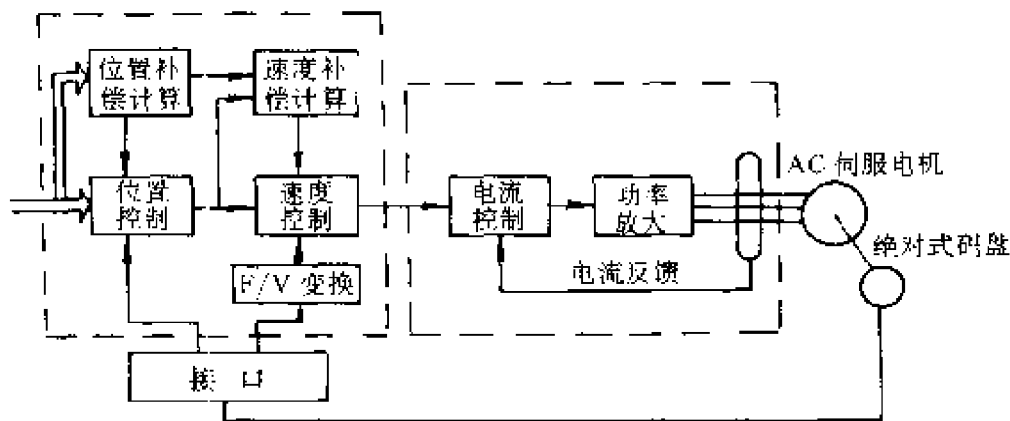 位置补
偿计算
速度补
偿计算
位置
控制
速度
控制
F/V 变换
接口
电流
控制
功率
放大
电流反馈
AC 伺服电机
绝对式码盘